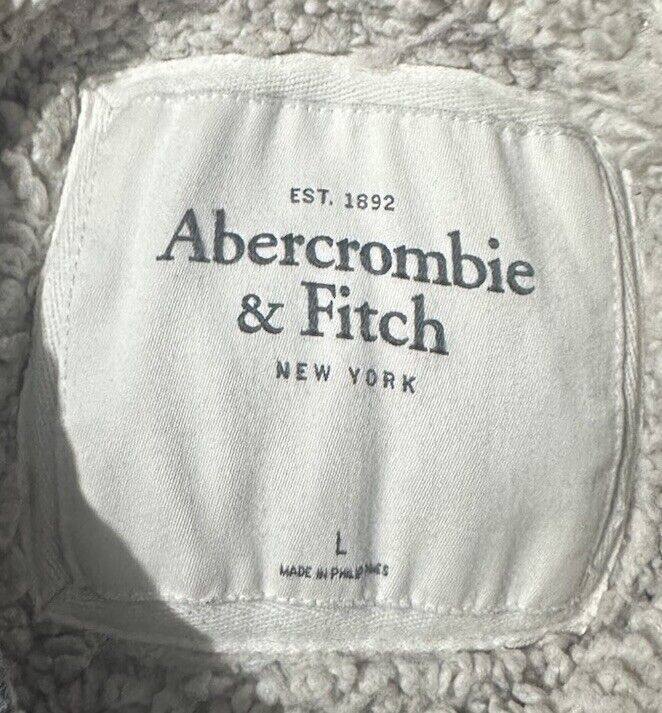 EST. 1892
Abercrombie
& Fitch
NEW YORK
L
MADE IN PHILIPPINES